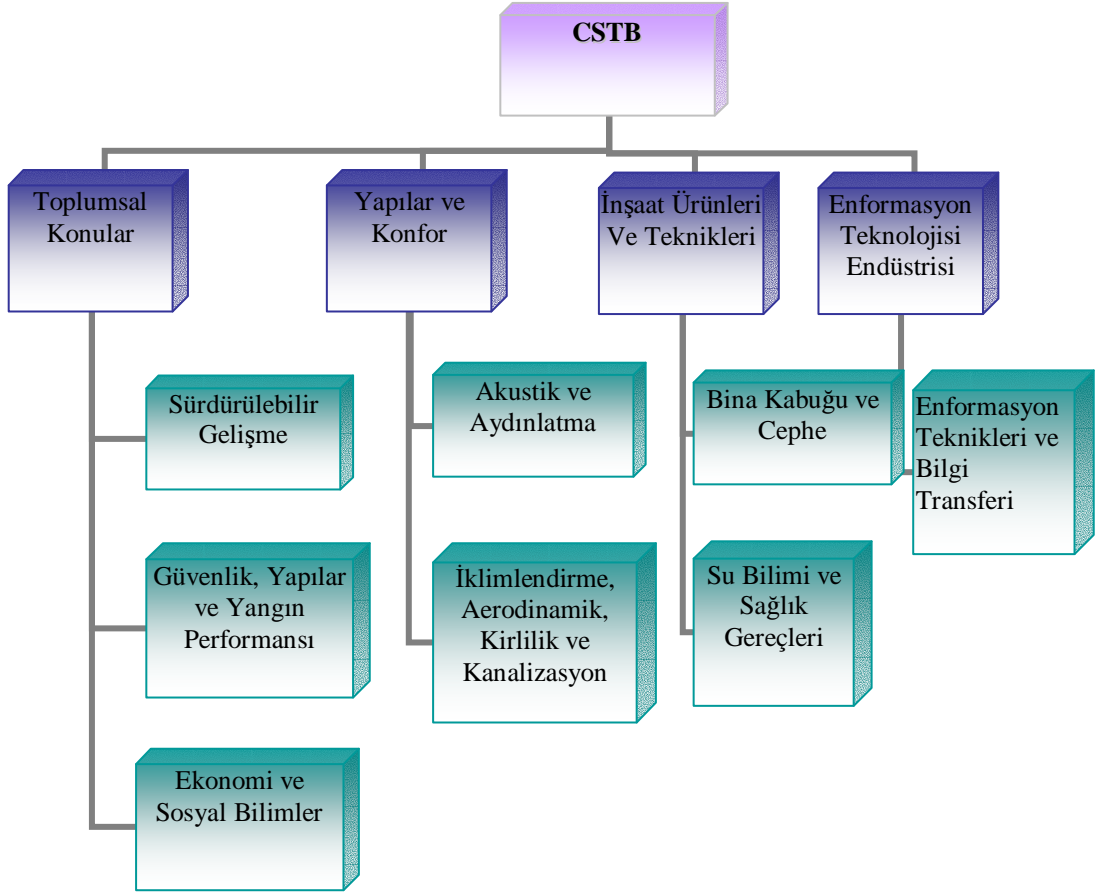 CSTB
Toplumsal
Konular
Yapılar ve
Konfor
İnşaat Ürünleri
Ve Teknikleri
Enformasyon
Teknolojisi
Endüstrisi
Sürdürülebilir
Gelişme
Akustik ve
Aydınlatma
Bina Kabuğu ve
Cephe
Enformasyon
Teknikleri ve
Bilgi
Transferi
Güvenlik, Yapılar
ve Yangın
Performansı
İklimlendirme,
Aerodinamik,
Kirlilik ve
Kanalizasyon
Su Bilimi ve
Sağlık
Gereçleri
Ekonomi ve
Sosyal Bilimler